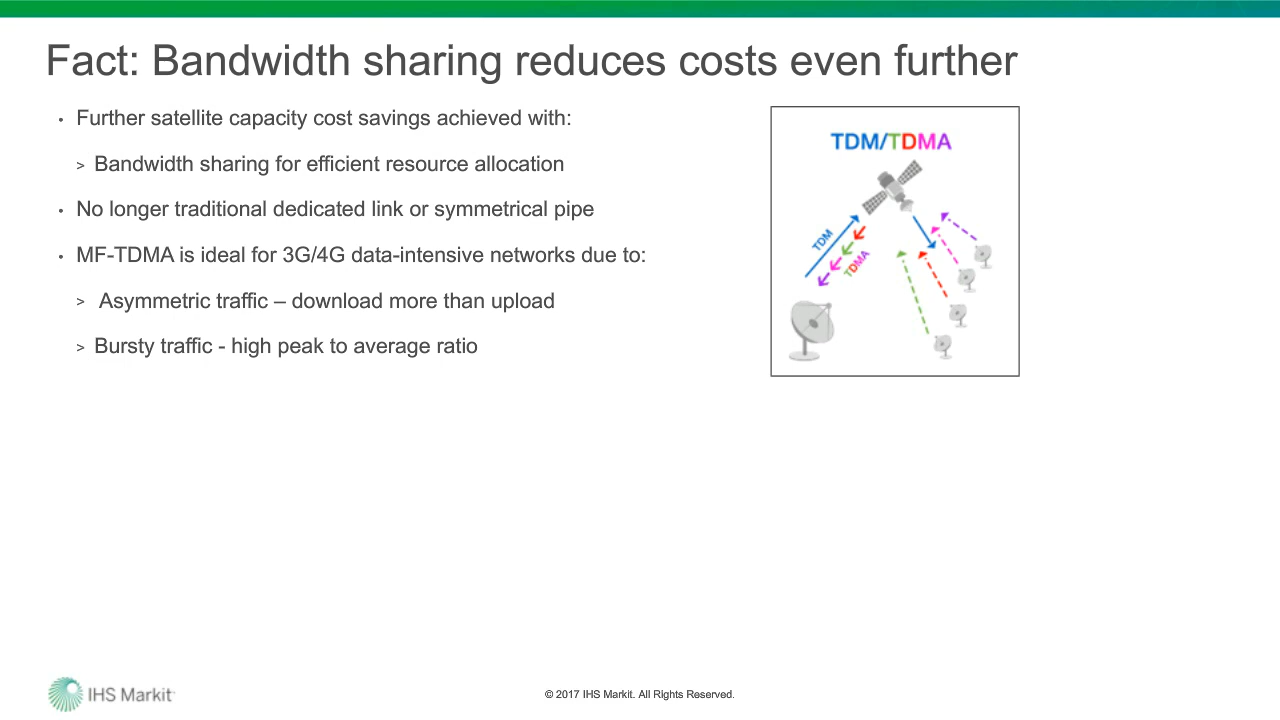 Fact: Bandwidth sharing reduces costs even further
• Further satellite capacity cost savings achieved with:
> Bandwidth sharing for efficient resource allocation
• No longer traditional dedicated link or symmetrical pipe
• MF-TDMA is ideal for 3G/4G data-intensive networks due to:
> Asymmetric traffic – download more than upload
> Bursty traffic - high peak to average ratio
TDM/TDMA
TDM
TDMA
IHS Markit
© 2017 IHS Markit. All Rights Reserved.